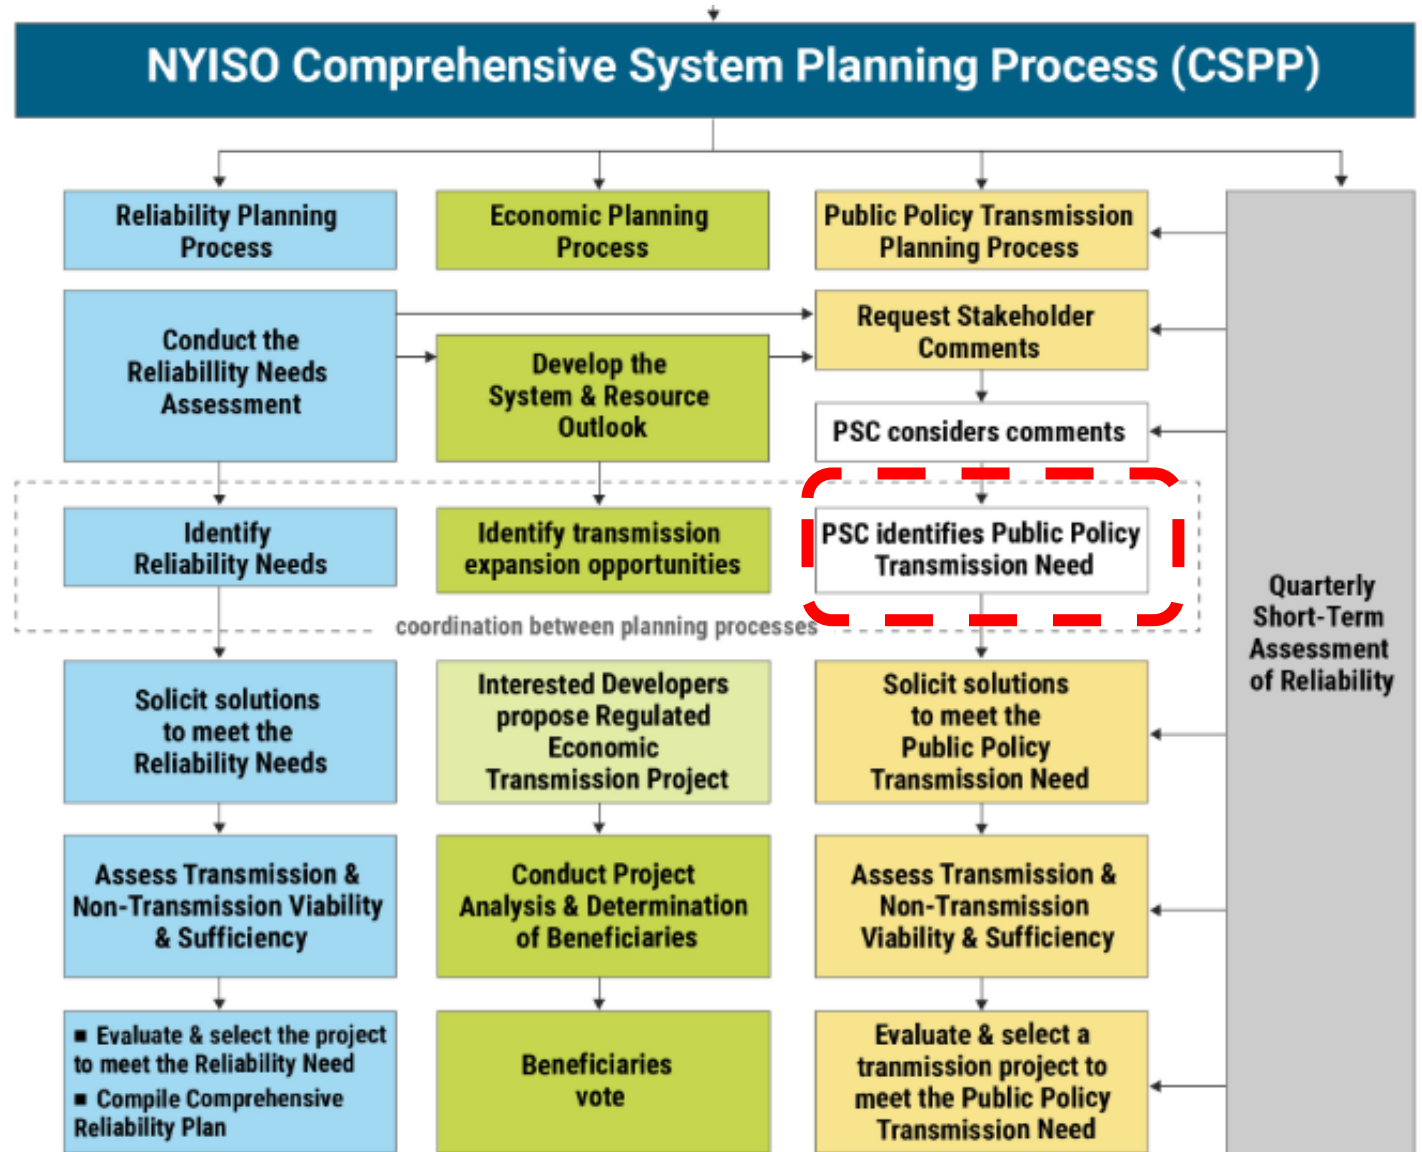 NYISO Comprehensive System Planning Process (CSPP)
Reliability Planning
Process
Economic Planning
Process
Public Policy Transmission
Planning Process
Conduct the
Reliabillity Needs
Assessment
Develop the
System & Resource
Outlook
Request Stakeholder
Comments
PSC considers comments
Identify
Reliability Needs
Identify transmission
expansion opportunities
PSC identifies Public Policy
Transmission Need
coordination between planning processes
Quarterly
Short-Term
Assessment
of Reliability
Solicit solutions
to meet the
Reliability Needs
Interested Developers
propose Regulated
Economic
Transmission Project
Solicit solutions
to meet the
Public Policy
Transmission Need
Assess Transmission &
Non-Transmission Viability
& Sufficiency
Conduct Project
Analysis & Determination
of Beneficiaries
Assess Transmission &
Non-Transmission
Viability & Sufficiency
■ Evaluate & select the project
to meet the Reliability Need
■ Compile Comprehensive
Reliability Plan
Beneficiaries
vote
Evaluate & select a
tranmission project to
meet the Public Policy
Transmission Need